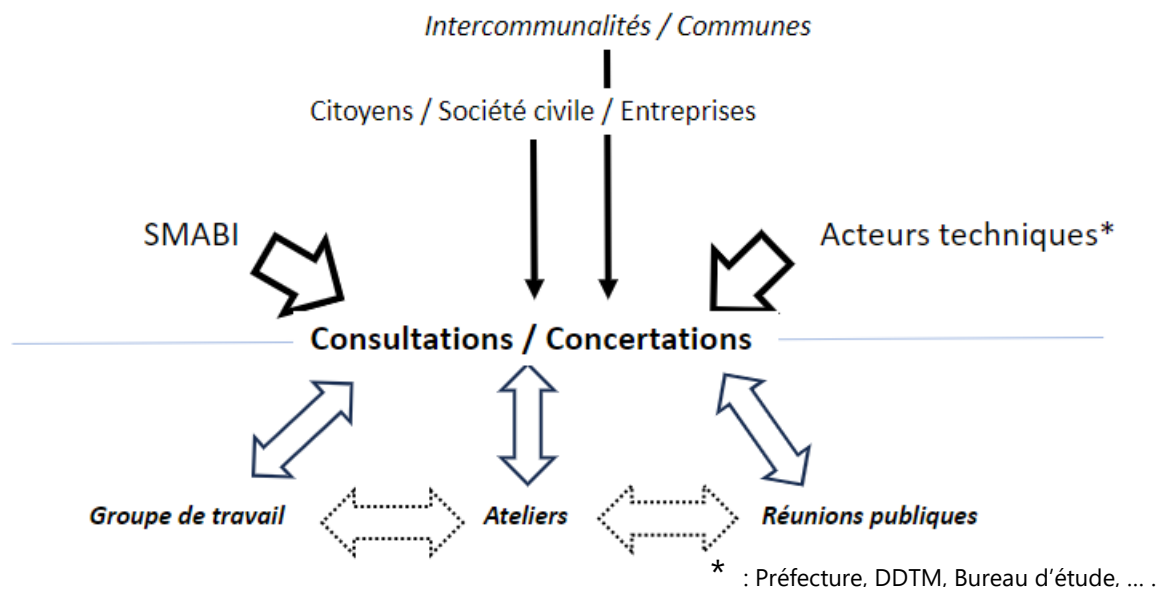 Intercommunalités / Communes
Citoyens / Société civile / Entreprises
SMABI
Acteurs techniques*
Consultations / Concertations
Groupe de travail
Ateliers
Réunions publiques
* : Préfecture, DDTM, Bureau d'étude, ... .